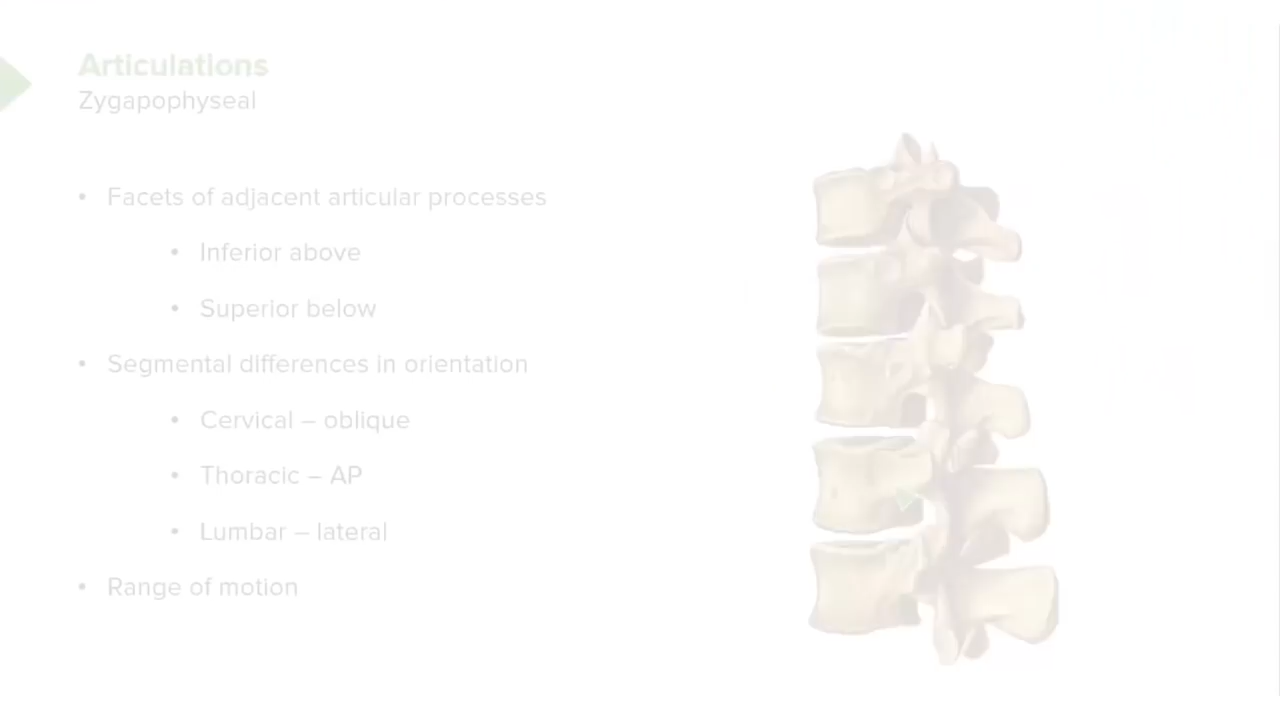 Articulations
Zygapophyseal
• Facets of adjacent articular processes
• Inferior above
• Superior below
• Segmental differences in orientation
• Cervical – oblique
• Thoracic – AP
• Lumbar – lateral
• Range of motion